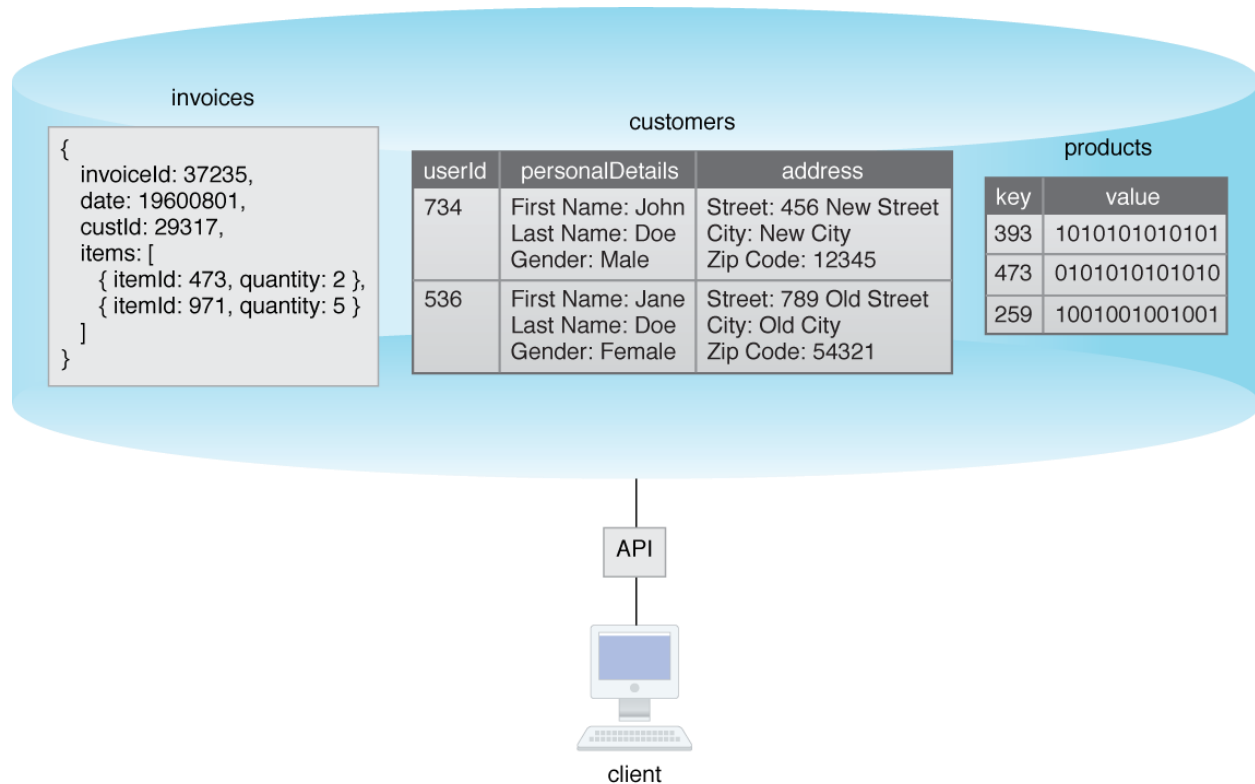 invoices
{
invoiceId: 37235,
date: 19600801,
custId: 29317,
items: [
{ itemId: 473, quantity: 2 },
{ itemId: 971, quantity: 5 }
]
}
customers
userId personalDetails address
734 First Name: John Street: 456 New Street
Last Name: Doe City: New City
Gender: Male Zip Code: 12345
536 First Name: Jane Street: 789 Old Street
Last Name: Doe City: Old City
Gender: Female Zip Code: 54321
products
key value
393 1010101010101
473 0101010101010
259 1001001001001
API
client